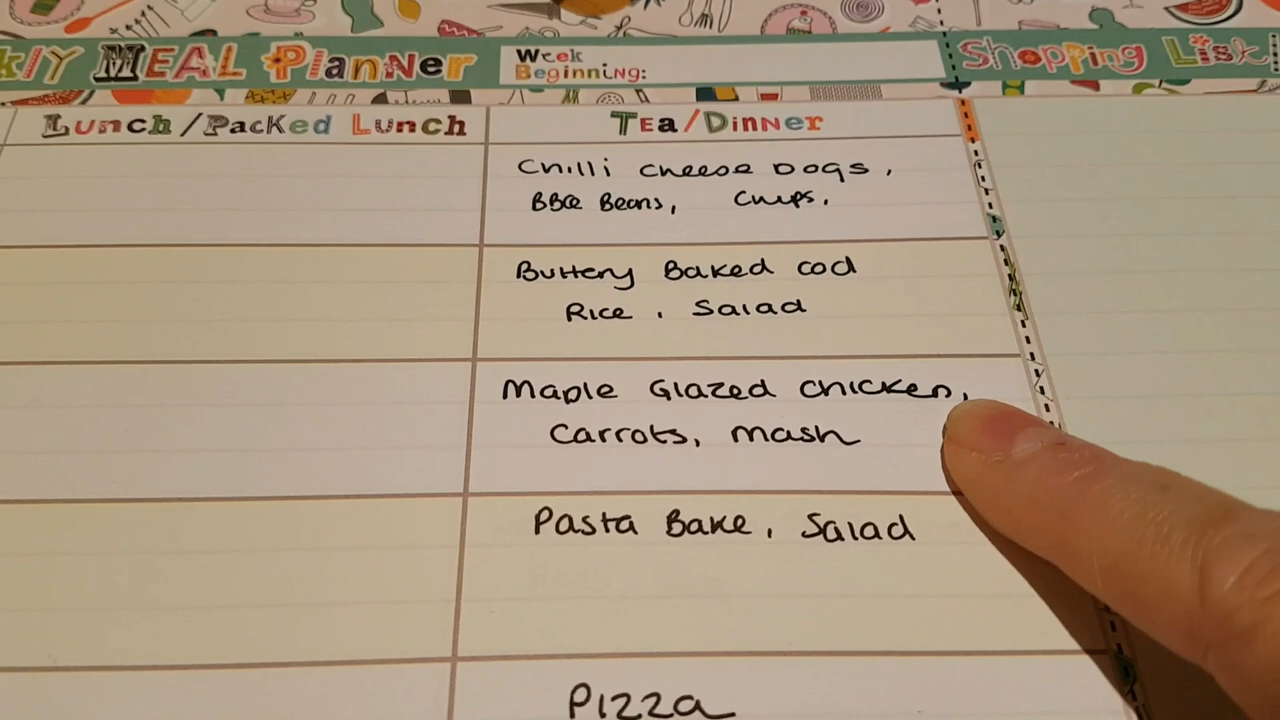 kly Meal Planner
Week
Beginning:
Shopping List
Lunch/Packed Lunch
Tea/Dinner
Chilli cheese Dogs,
BBQ Beans, Chips.
Buttery Baked cod
Rice, Salad
Maple Glazed chicken,
Carrots, mash
Pasta Bake, Salad
Pizza